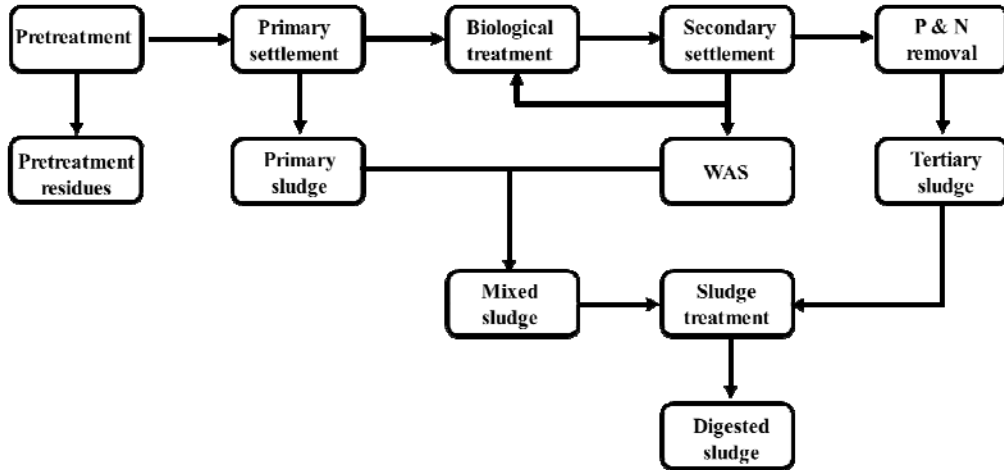 Pretreatment
Primary
settlement
Biological
treatment
Secondary
settlement
P & N
removal
Pretreatment
residues
Primary
sludge
WAS
Tertiary
sludge
Mixed
sludge
Sludge
treatment
Digested
sludge